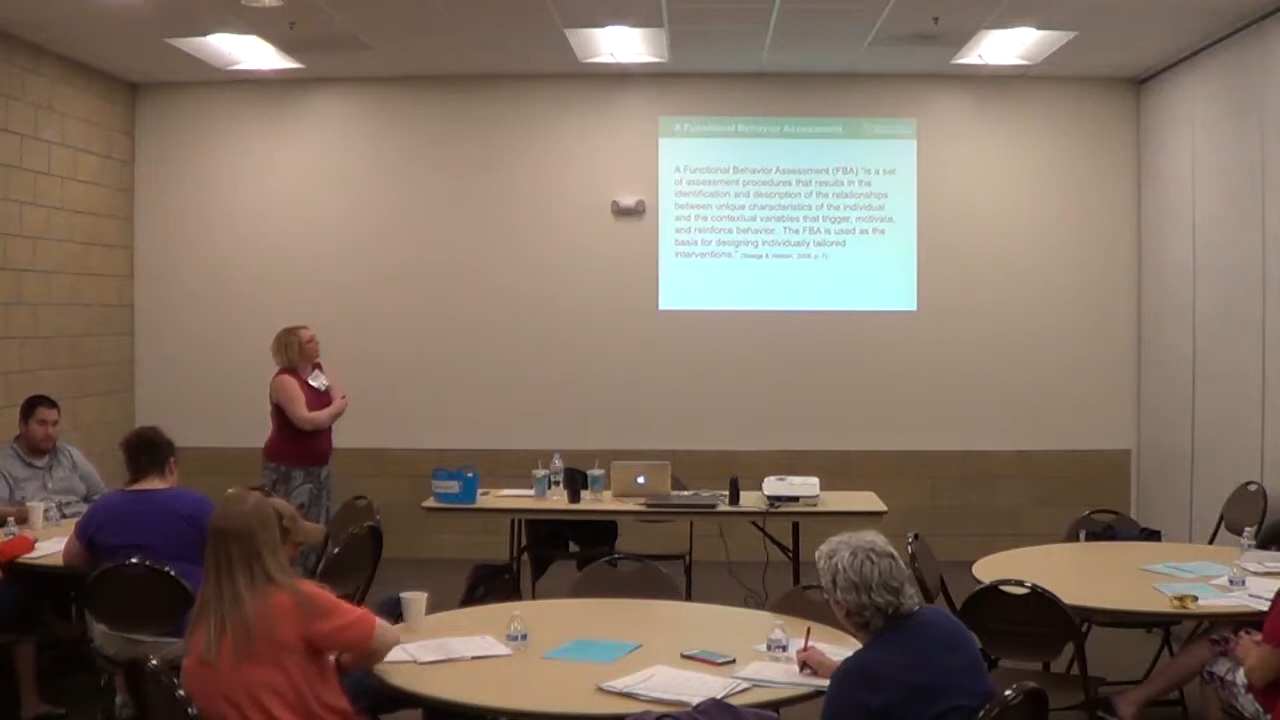 A Functional Behavior Assessment
A Functional Behavior Assessment (FBA) "is a set
of assessment procedures that results in the
identification and description of the relationships
between unique characteristics of the individual
and the contextual variables that trigger, motivate,
and reinforce behavior. The FBA is used as the
basis for designing individually tailored
interventions."